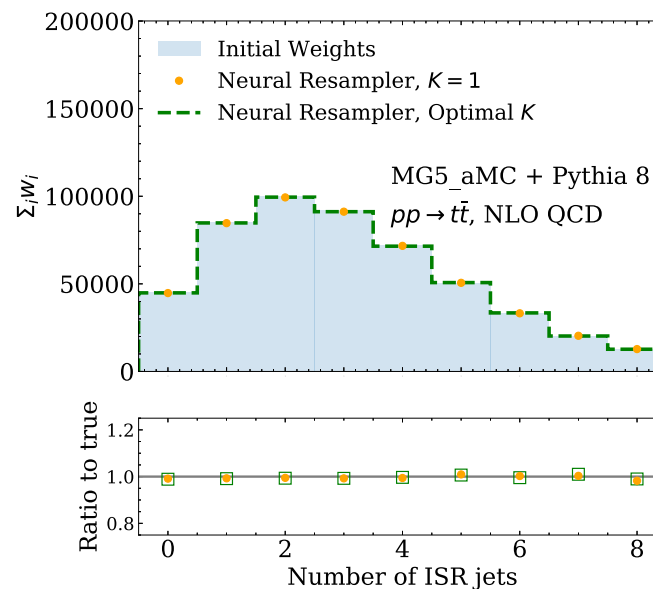 200000
150000
100000
50000
0
Σᵢwᵢ
Initial Weights
Neural Resampler, K = 1
Neural Resampler, Optimal K
MG5_aMC + Pythia 8
pp → tt̄, NLO QCD
1.2
1.0
0.8
Ratio to true
0 2 4 6 8
Number of ISR jets